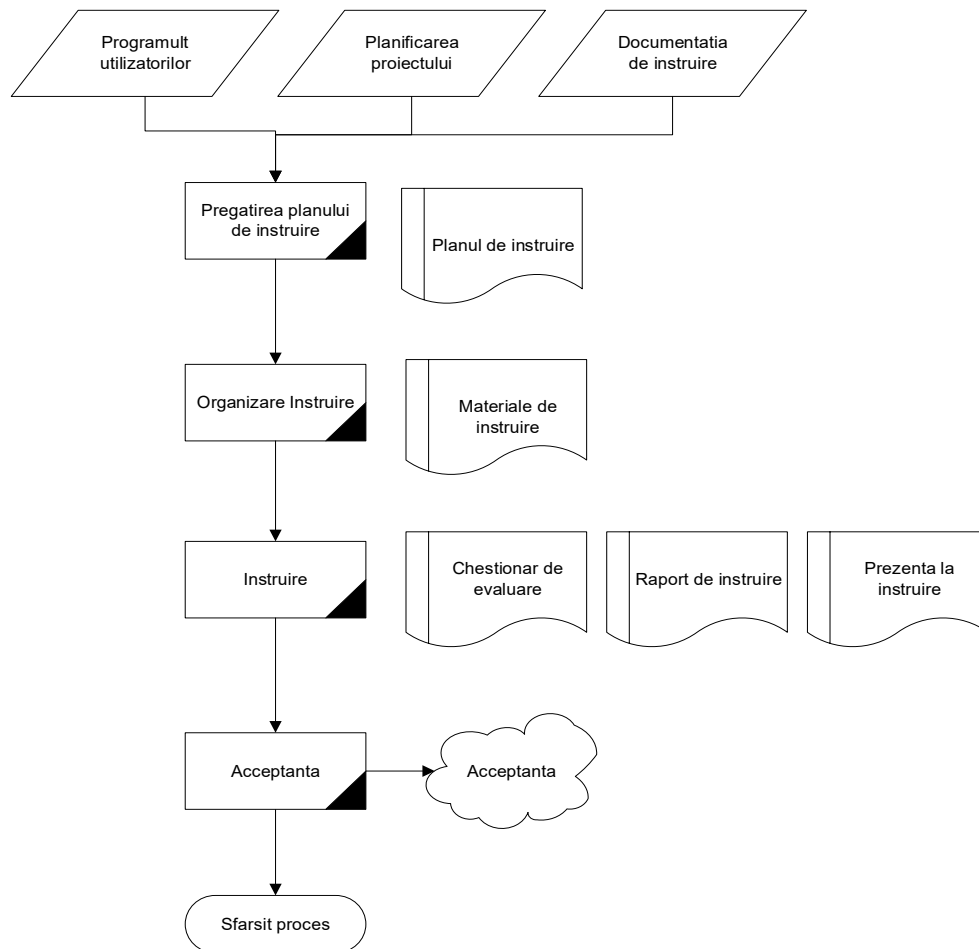 Programult
utilizatorilor
Planificarea
proiectului
Documentatia
de instruire
Pregatirea planului
de instruire
Planul de instruire
Organizare Instruire
Materiale de
instruire
Instruire
Chestionar de
evaluare
Raport de instruire
Prezenta la
instruire
Acceptanta
Acceptanta
Sfarsit proces